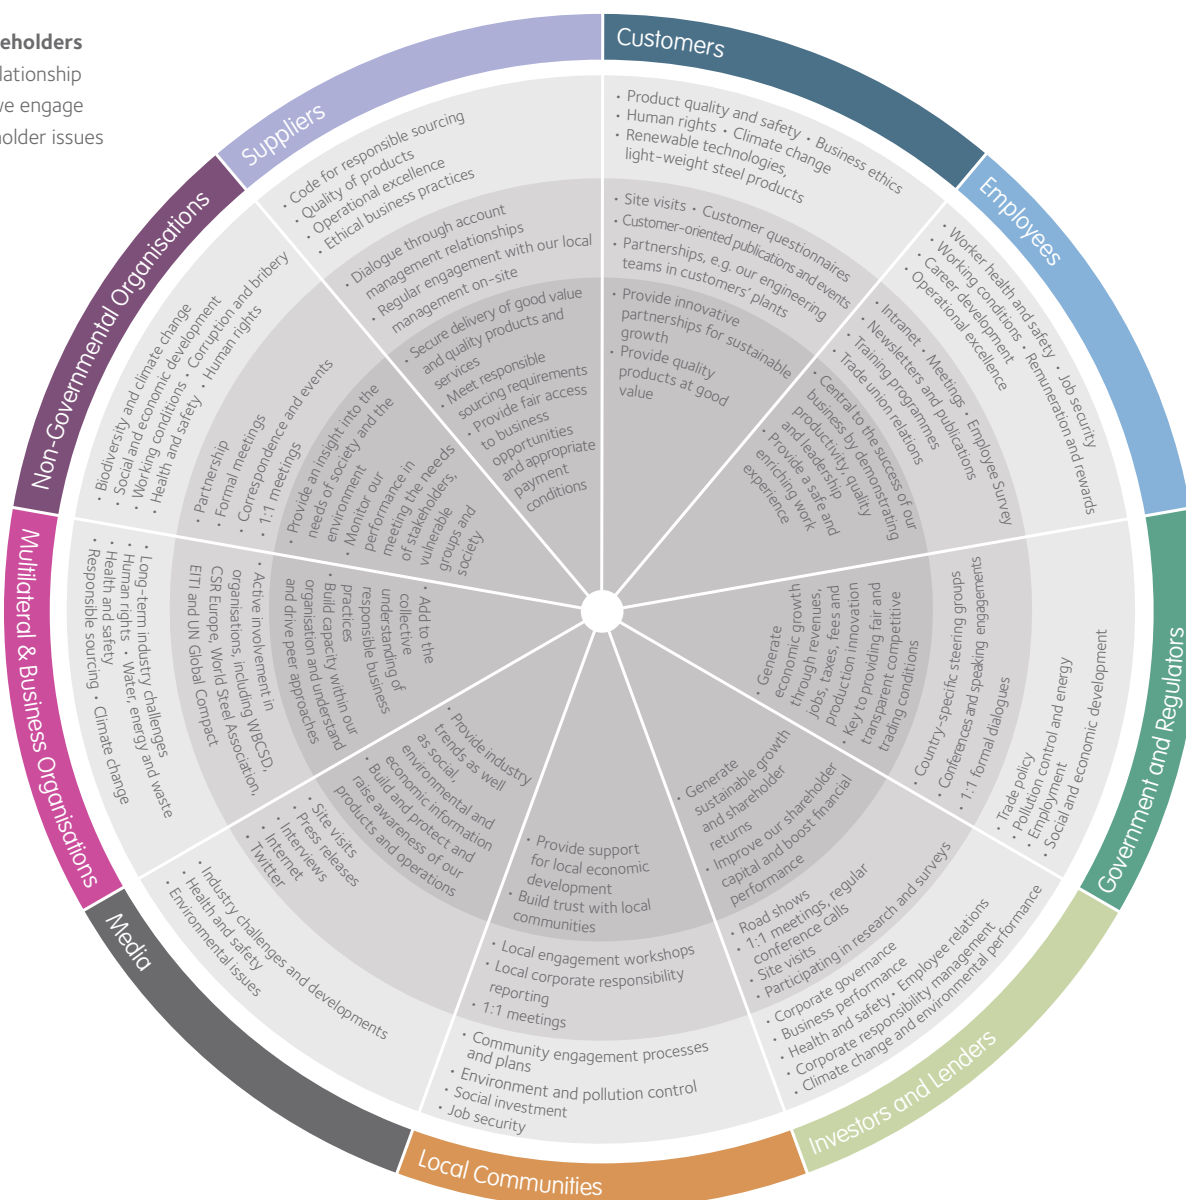 eholders
lationship
we engage
holder issues
Customers
• Product quality and safety • Business ethics
• Human rights • Climate change
• Renewable technologies,
light-weight steel products
• Site visits • Customer questionnaires
• Customer-oriented publications and events
• Partnerships, e.g. our engineering
teams in customers' plants
• Provide innovative
partnerships for sustainable
growth
• Provide quality
products at good
value
Employees
• Worker health and safety • Job security
• Working conditions • Remuneration and rewards
• Career development
• Operational excellence
• Intranet • Meetings • Employee Survey
• Newsletters and publications
• Training programmes
• Trade union relations
• Central to the success of our
business by demonstrating
productivity, quality
and leadership
• Provide a safe and
enriching work
experience
Government and Regulators
• Trade policy
• Pollution control and energy
• Employment
• Social and economic development
• Country-specific steering groups
• Conferences and speaking engagements
• 1:1 formal dialogues
• Generate
economic growth
through revenues,
jobs, taxes, fees and
production innovation
• Key to providing fair and
transparent competitive
trading conditions
Investors and Lenders
• Corporate governance
• Business performance
• Health and safety • Employee relations
• Corporate responsibility management
• Climate change and environmental performance
• Road shows
• 1:1 meetings, regular
conference calls
• Site visits
• Participating in research and surveys
• Generate
sustainable growth
and shareholder
returns
• Improve our shareholder
capital and boost financial
performance
Local Communities
• Community engagement processes
and plans
• Environment and pollution control
• Social investment
• Job security
• Local engagement workshops
• Local corporate responsibility
reporting
• 1:1 meetings
• Provide support
for local economic
development
• Build trust with local
communities
Media
• Industry challenges and developments
• Health and safety
• Environmental issues
• Site visits
• Press releases
• Interviews
• Internet
• Twitter
• Provide industry
trends as well
as social,
environmental and
economic information
• Build and protect and
raise awareness of our
products and operations
Multilateral & Business Organisations
• Long-term industry challenges
• Human rights • Water, energy and waste
• Health and safety
• Responsible sourcing • Climate change
• Active involvement in
organisations, including WBCSD,
CSR Europe, World Steel Association,
EITI and UN Global Compact
• Add to the
collective
understanding of
responsible business
practices
• Build capacity within our
organisation and understand
and drive peer approaches
Non-Governmental Organisations
• Biodiversity and climate change
• Social and economic development
• Working conditions • Corruption and bribery
• Health and safety • Human rights
• Partnership
• Formal meetings
• Correspondence and events
• 1:1 meetings
• Provide an insight into the
needs of society and the
environment
• Monitor our
performance in
meeting the needs
of stakeholders,
vulnerable
groups and
society
Suppliers
• Code for responsible sourcing
• Quality of products
• Operational excellence
• Ethical business practices
• Dialogue through account
management relationships
• Regular engagement with our local
management on-site
• Secure delivery of good value
and quality products and
services
• Meet responsible
sourcing requirements
• Provide fair access
to business
opportunities
and appropriate
payment
conditions